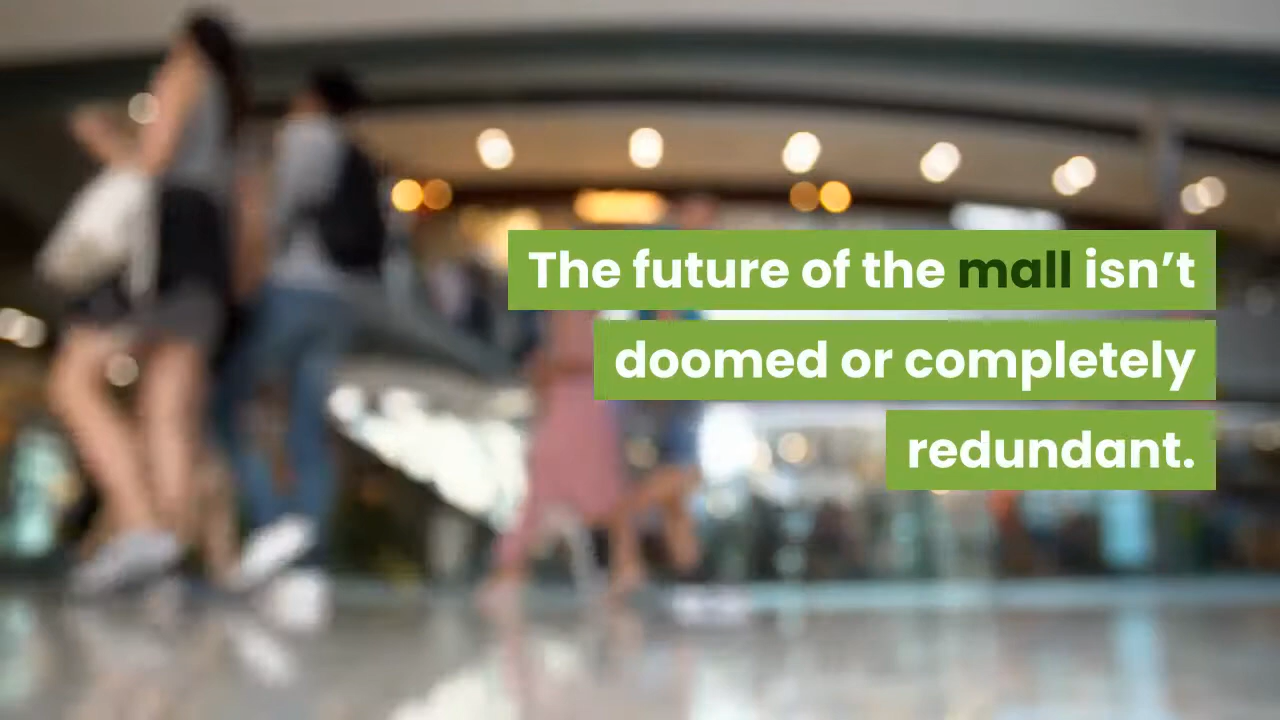 The future of the mall isn’t
doomed or completely
redundant.